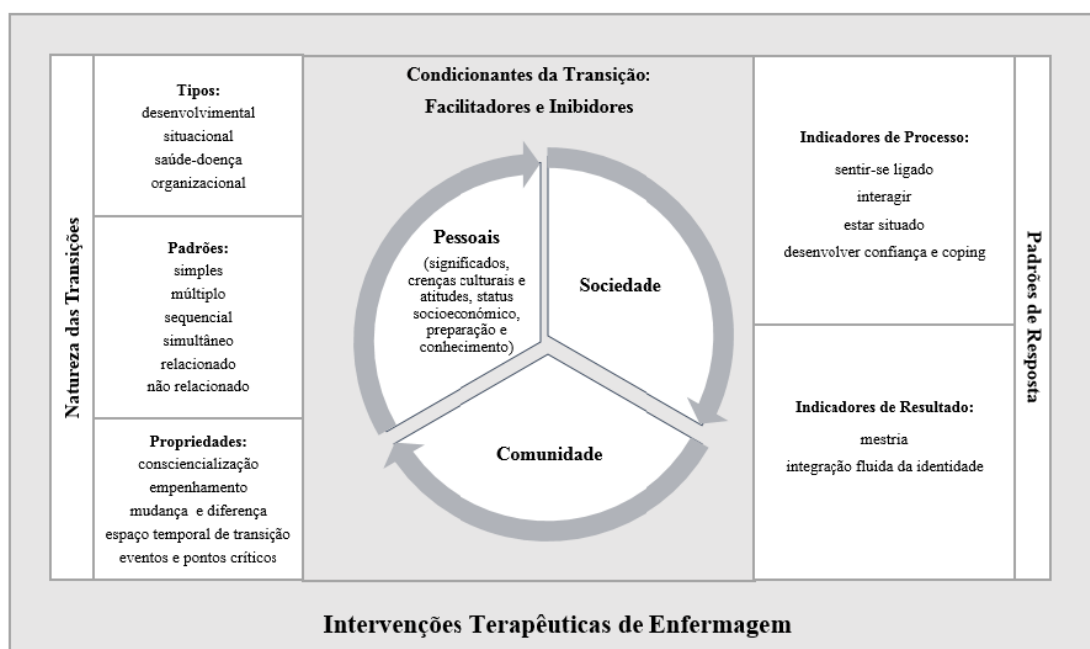 Natureza das Transições
Tipos:
desenvolvimental
situacional
saúde-doença
organizacional
Padrões:
simples
múltiplo
sequencial
simultâneo
relacionado
não relacionado
Propriedades:
consciencialização
empenhamento
mudança e diferença
espaço temporal de transição
eventos e pontos críticos
Condicionantes da Transição:
Facilitadores e Inibidores
Pessoais
(significados,
crenças culturais e
atitudes, status
socioeconómico,
preparação e
conhecimento)
Sociedade
Comunidade
Indicadores de Processo:
sentir-se ligado
interagir
estar situado
desenvolver confiança e coping
Indicadores de Resultado:
mestria
integração fluida da identidade
Padrões de Resposta
Intervenções Terapêuticas de Enfermagem